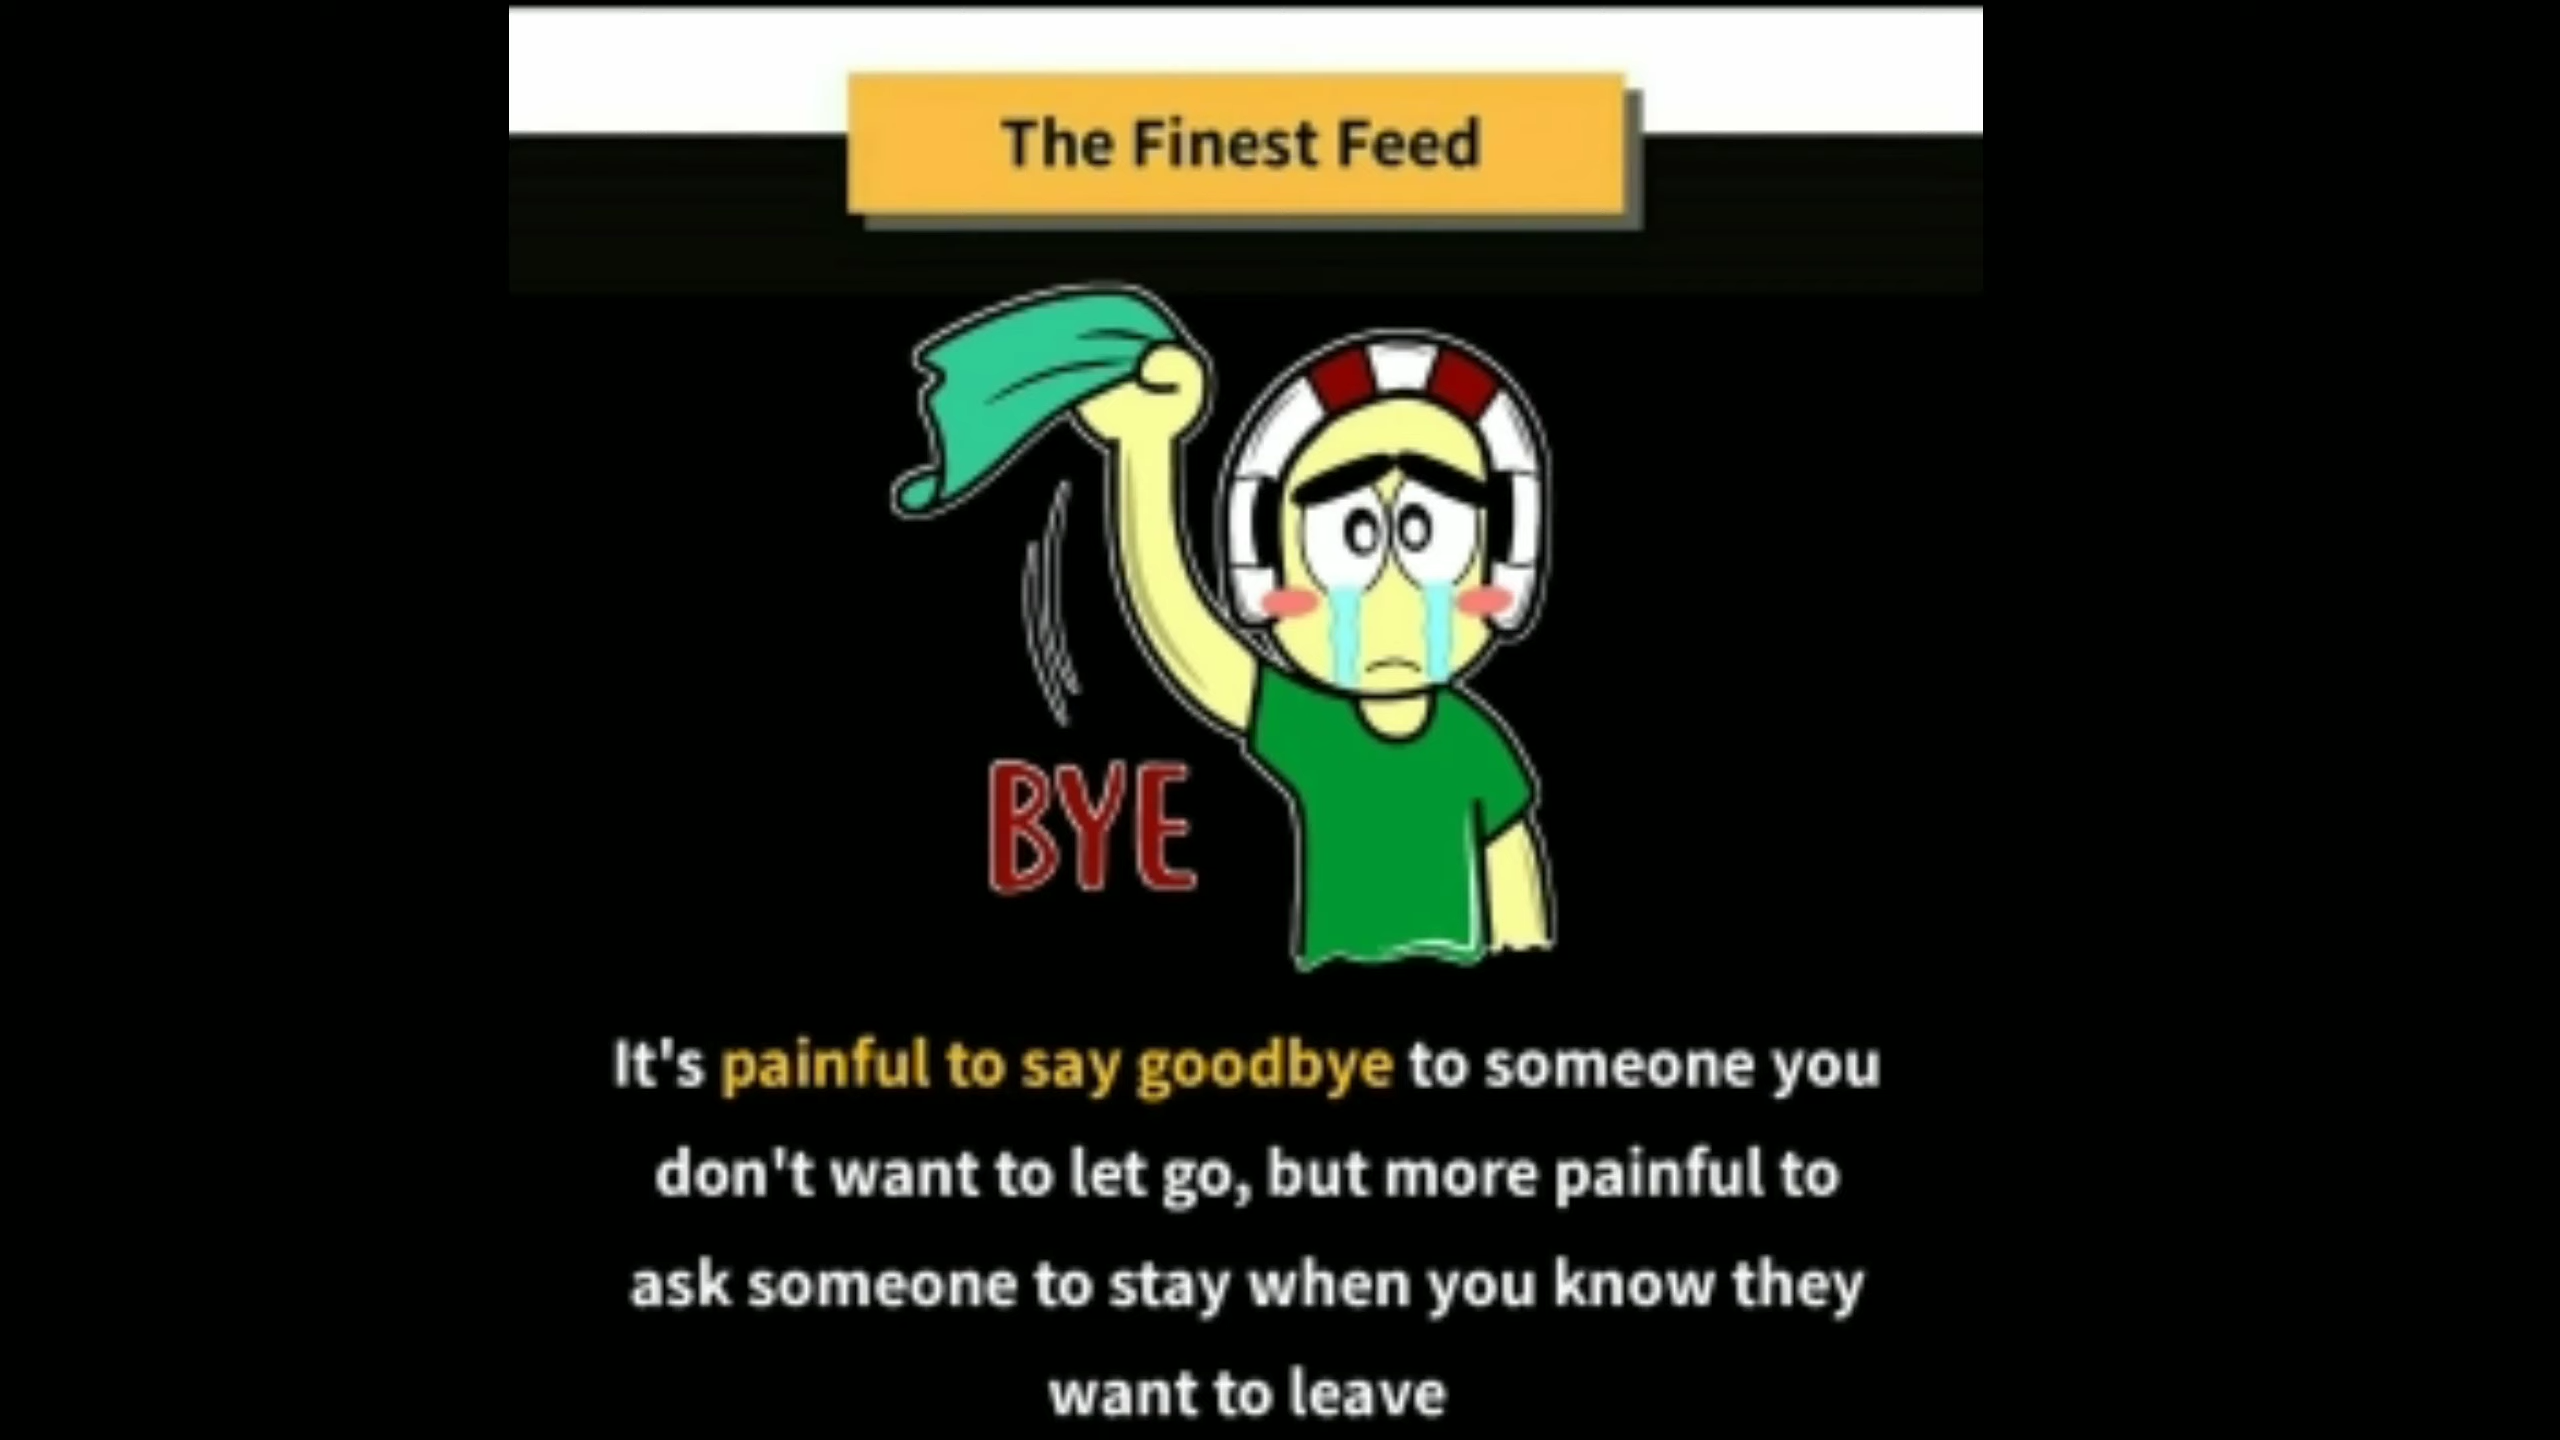 The Finest Feed
BYE
It's painful to say goodbye to someone you
don't want to let go, but more painful to
ask someone to stay when you know they
want to leave